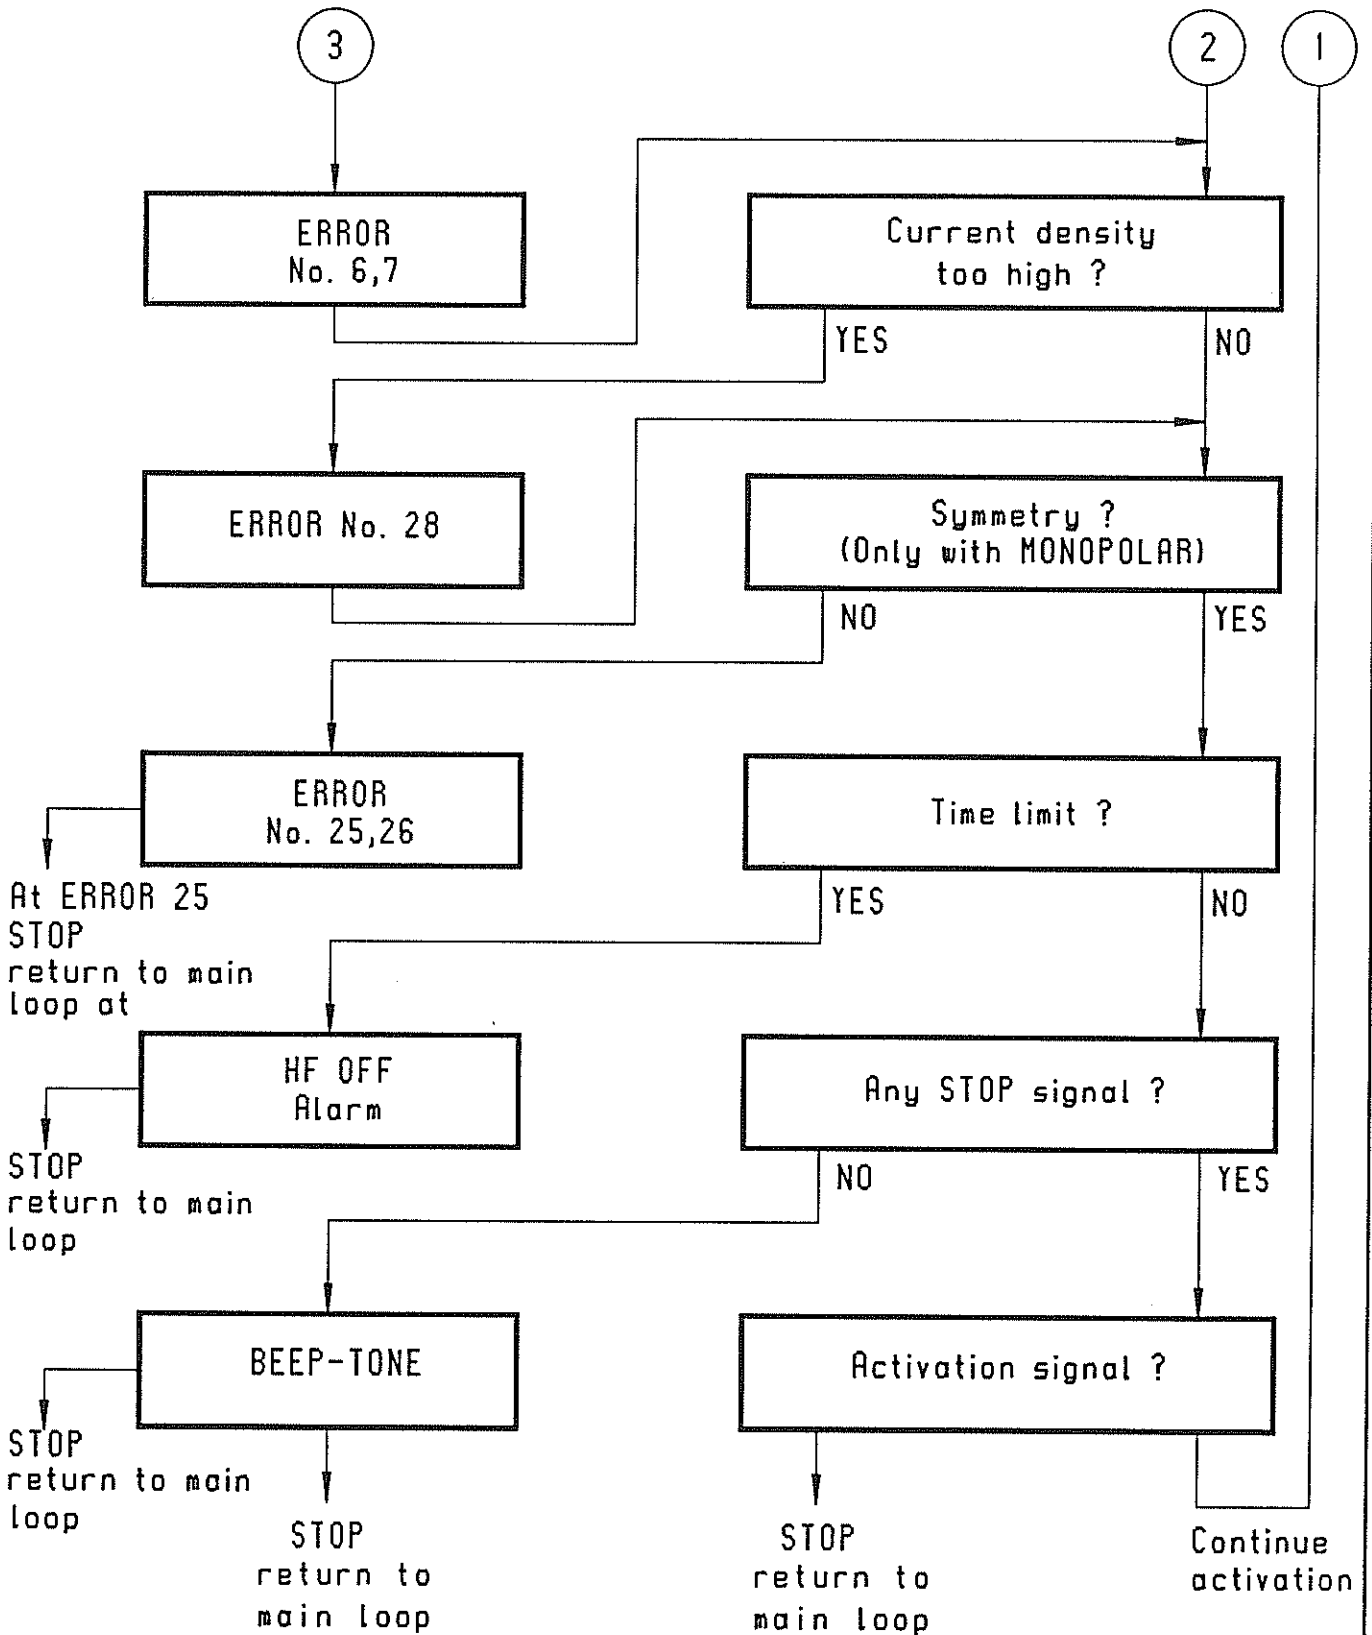 3
2
1
ERROR
No. 6,7
Current density
too high ?
YES
NO
ERROR No. 28
Symmetry ?
(Only with MONOPOLAR)
NO
YES
ERROR
No. 25,26
Time limit ?
At ERROR 25
STOP
return to main
loop at
YES
NO
HF OFF
Alarm
Any STOP signal ?
STOP
return to main
loop
NO
YES
BEEP-TONE
Activation signal ?
STOP
return to main
loop
STOP
return to
main loop
STOP
return to
main loop
Continue
activation